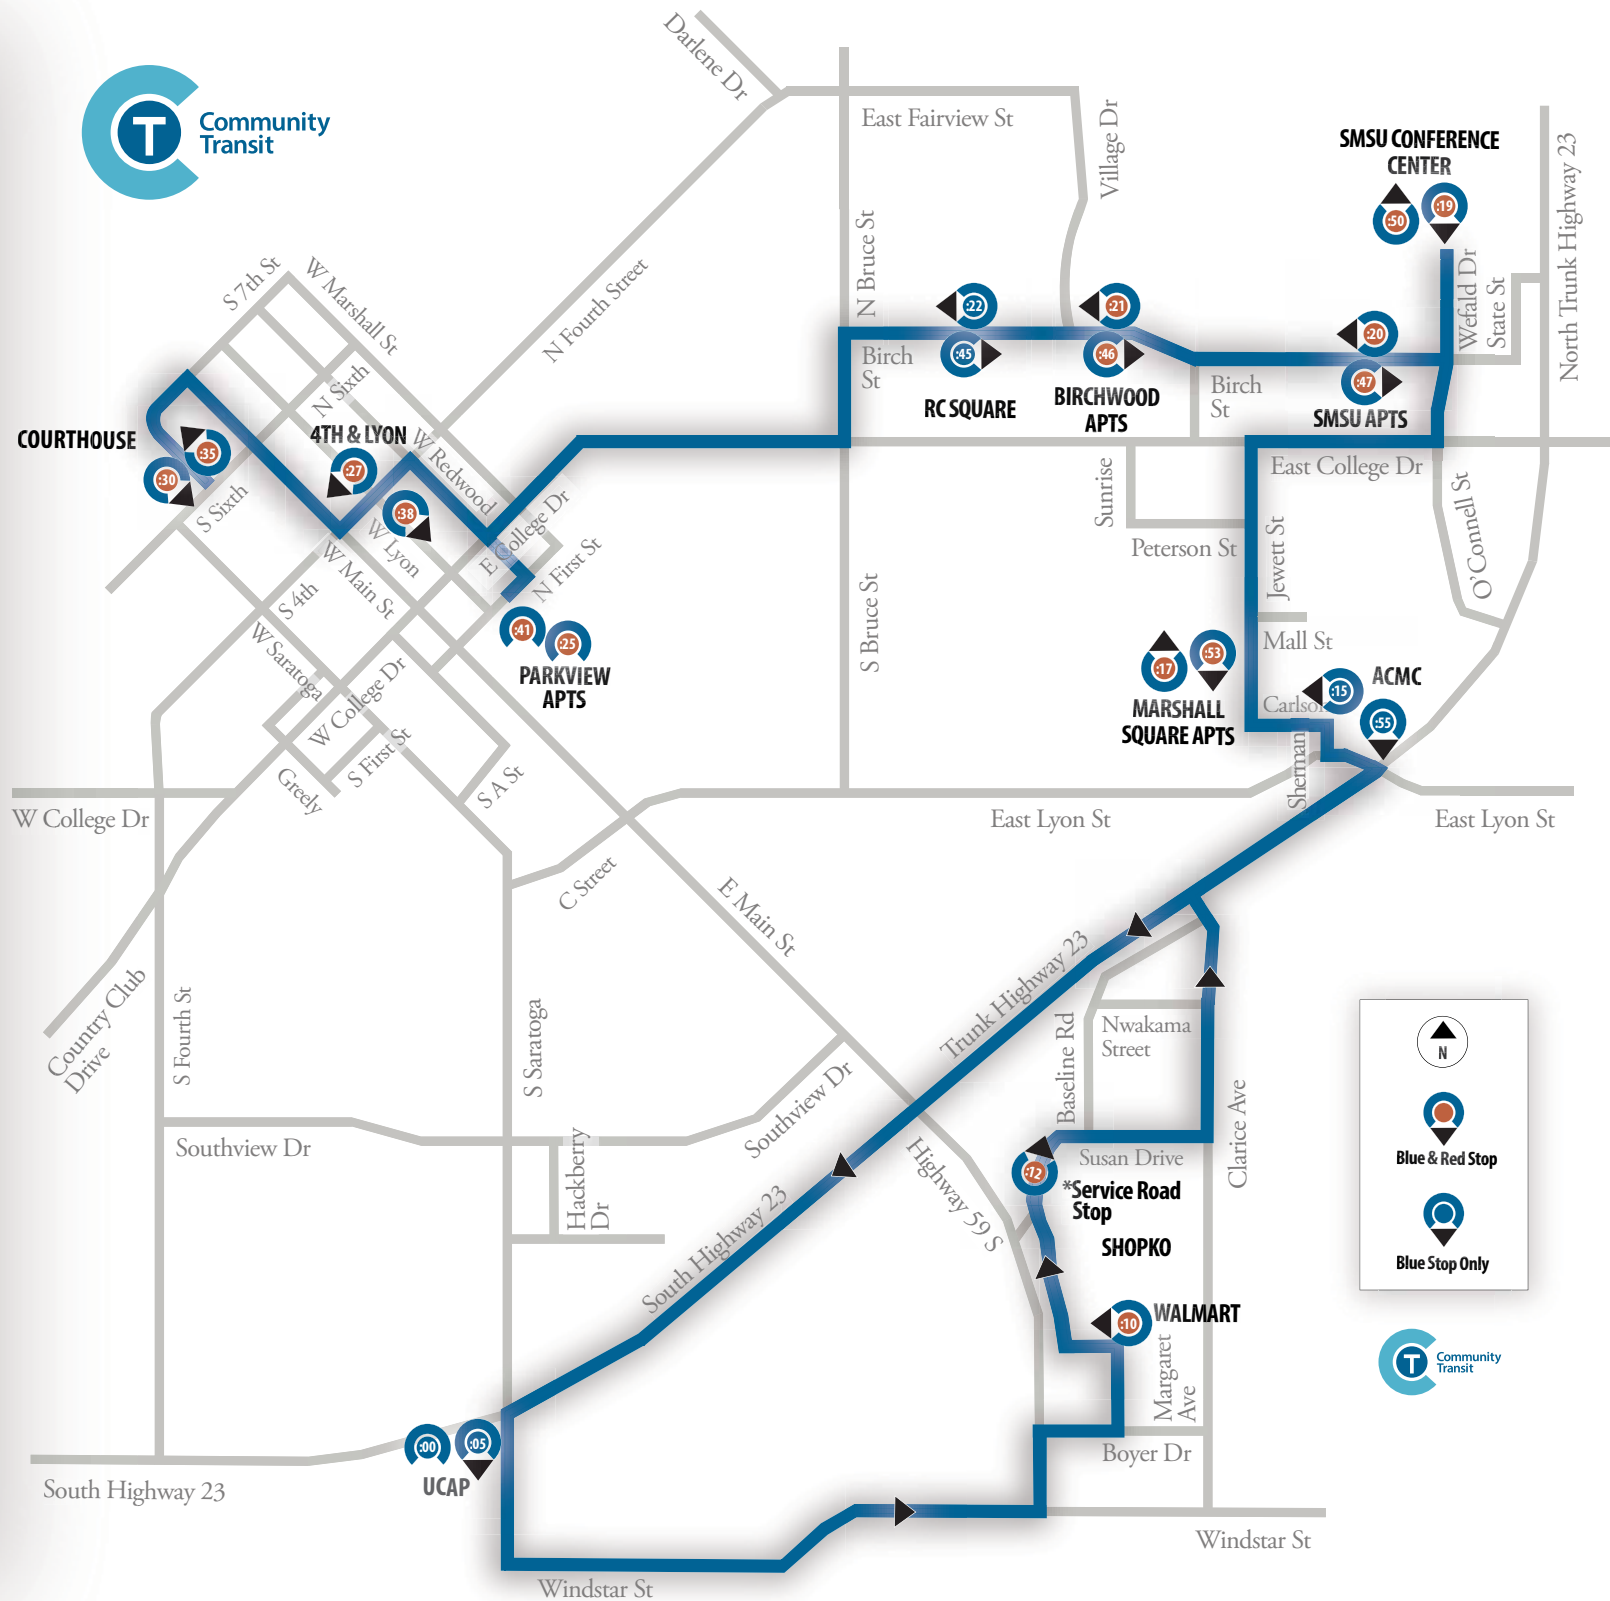 Community
Transit
Darlene Dr
East Fairview St
Village Dr
SMSU CONFERENCE
CENTER
:50
:19
North Trunk Highway 23
Wefald Dr
State St
N Bruce St
S 7th St
W Marshall St
N Fourth Street
:22
:21
:20
Birch
St
:45
:46
:47
RC SQUARE
BIRCHWOOD
APTS
Birch
St
SMSU APTS
N Sixth
COURTHOUSE
:35
:30
4TH & LYON
:27
:38
W Redwood
S Sixth
W Lyon
E College Dr
N First St
W Main St
S 4th
East College Dr
Sunrise
Peterson St
Jewett St
O'Connell St
S Bruce St
Mall St
:41
:25
PARKVIEW
APTS
W Saratoga
W College Dr
S First St
Greely
S A St
:17
:53
MARSHALL
SQUARE APTS
Carlson
:15
ACMC
:55
Sherman
W College Dr
East Lyon St
East Lyon St
C Street
E Main St
Country Club
Drive
S Fourth St
S Saratoga
Trunk Highway 23
Baseline Rd
Nwakama
Street
Clarice Ave
N
Blue & Red Stop
Blue Stop Only
Southview Dr
Southview Dr
Hackberry
Dr
Highway 59 S
Susan Drive
:12
*Service Road
Stop
SHOPKO
South Highway 23
:10
WALMART
Margaret
Ave
Community
Transit
Boyer Dr
:00
:05
UCAP
South Highway 23
Windstar St
Windstar St